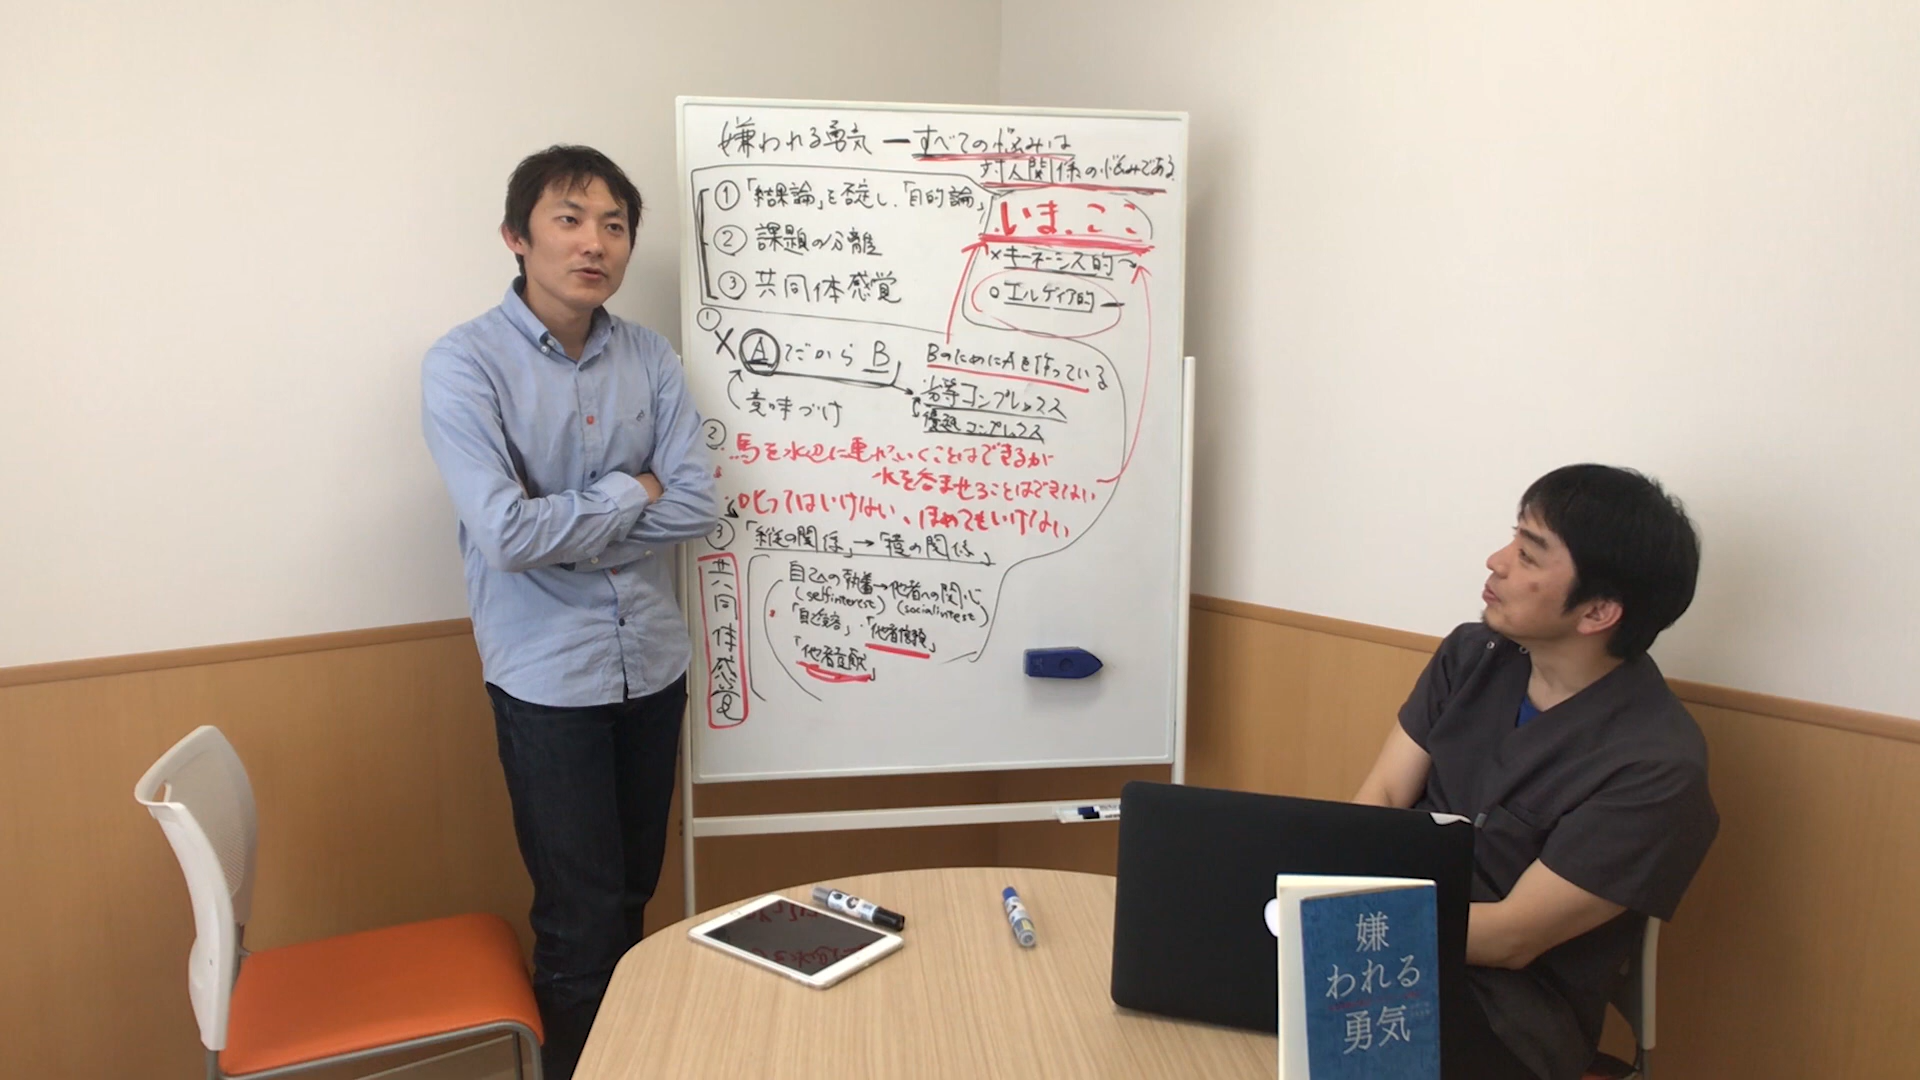 嫌われる勇気 ー すべての悩みは
対人関係の悩みである
①「結果論」を否定し、「目的論」
②課題の分離
③共同体感覚
いま、ここ
×キーネーシス的
○エルゲイア的
①
× A だから B
意味づけ
BのためにAを作っている
劣等コンプレックス
優越コンプレックス
②
馬を水辺に連れていくことはできるが
水を呑ませることはできない
叱ってはいけない、ほめてもいけない
③「縦の関係」→「横の関係」
共同体感覚
自己への執着→他者への関心
(selfinterest) (socialinterest)
「自己受容」・「他者信頼」
「他者貢献」
嫌
われる
勇気